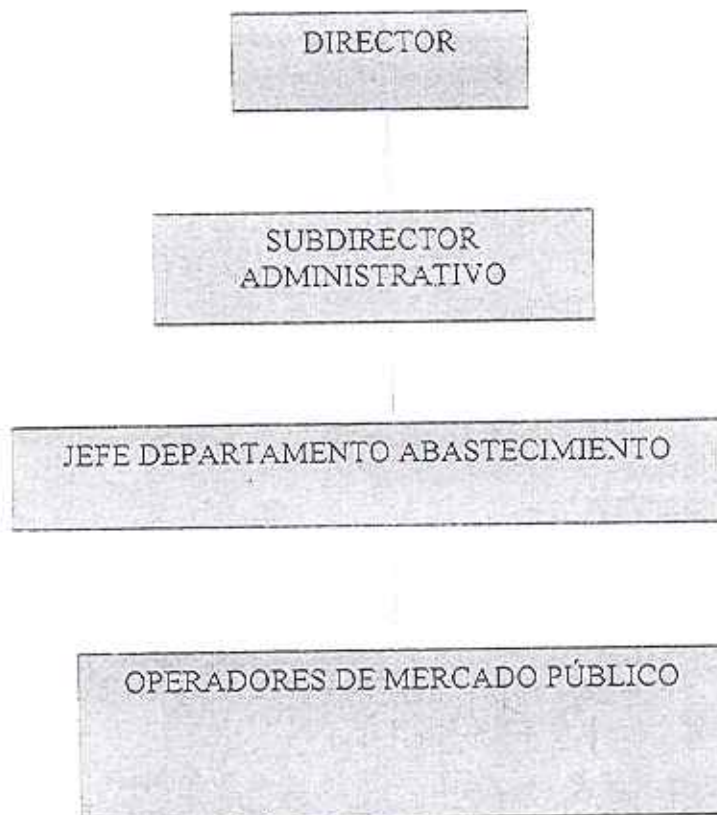 DIRECTOR
SUBDIRECTOR
ADMINISTRATIVO
JEFE DEPARTAMENTO ABASTECIMIENTO
OPERADORES DE MERCADO PÚBLICO